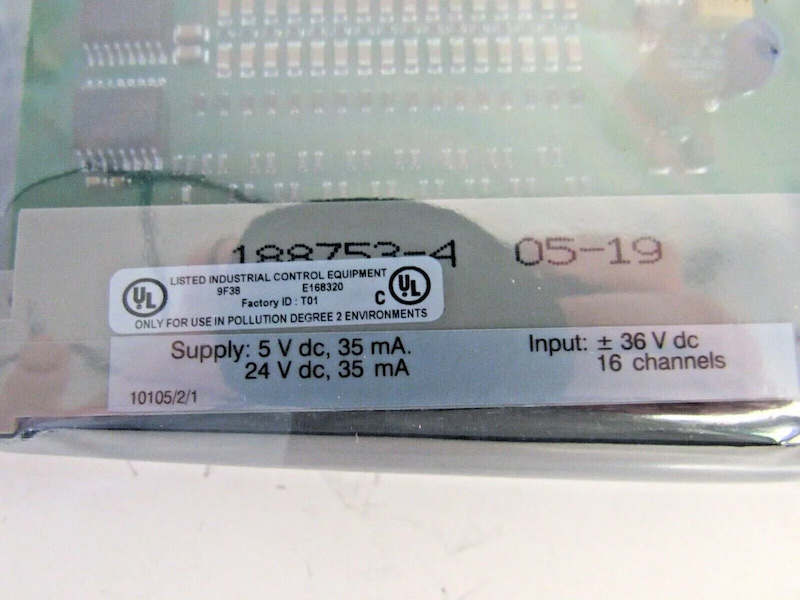 188753-4 05-19
UL LISTED INDUSTRIAL CONTROL EQUIPMENT C UL
9F38 E168320
Factory ID : T01
ONLY FOR USE IN POLLUTION DEGREE 2 ENVIRONMENTS
Supply: 5 V dc, 35 mA. Input: ± 36 V dc
24 V dc, 35 mA 16 channels
10105/2/1